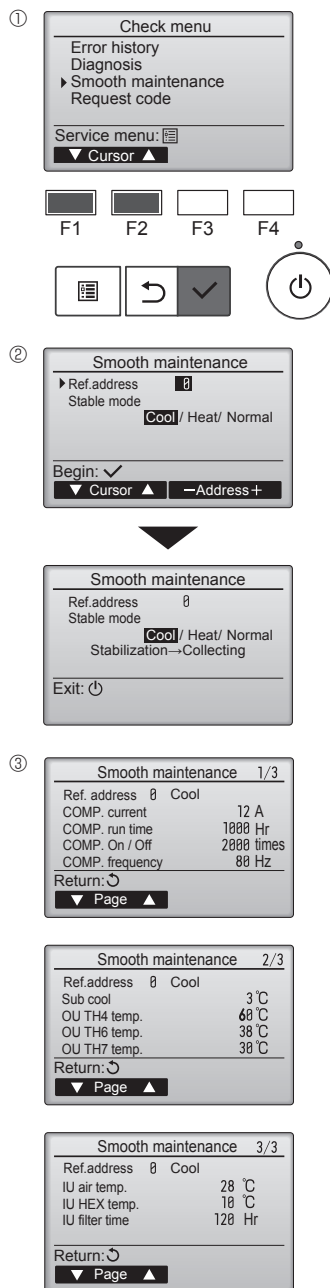 ①
Check menu
Error history
Diagnosis
Smooth maintenance
Request code
Service menu:
▼ Cursor ▲
F1 F2 F3 F4
②
Smooth maintenance
Ref.address 0
Stable mode
Cool / Heat/ Normal
Begin: ✓
▼ Cursor ▲ −Address+
Smooth maintenance
Ref.address 0
Stable mode
Cool / Heat/ Normal
Stabilization→Collecting
Exit:
③
Smooth maintenance 1/3
Ref. address 0 Cool
COMP. current 12 A
COMP. run time 1000 Hr
COMP. On / Off 2000 times
COMP. frequency 80 Hz
Return:
▼ Page ▲
Smooth maintenance 2/3
Ref.address 0 Cool
Sub cool 3 ℃
OU TH4 temp. 60 ℃
OU TH6 temp. 38 ℃
OU TH7 temp. 30 ℃
Return:
▼ Page ▲
Smooth maintenance 3/3
Ref.address 0 Cool
IU air temp. 28 ℃
IU HEX temp. 10 ℃
IU filter time 120 Hr
Return:
▼ Page ▲